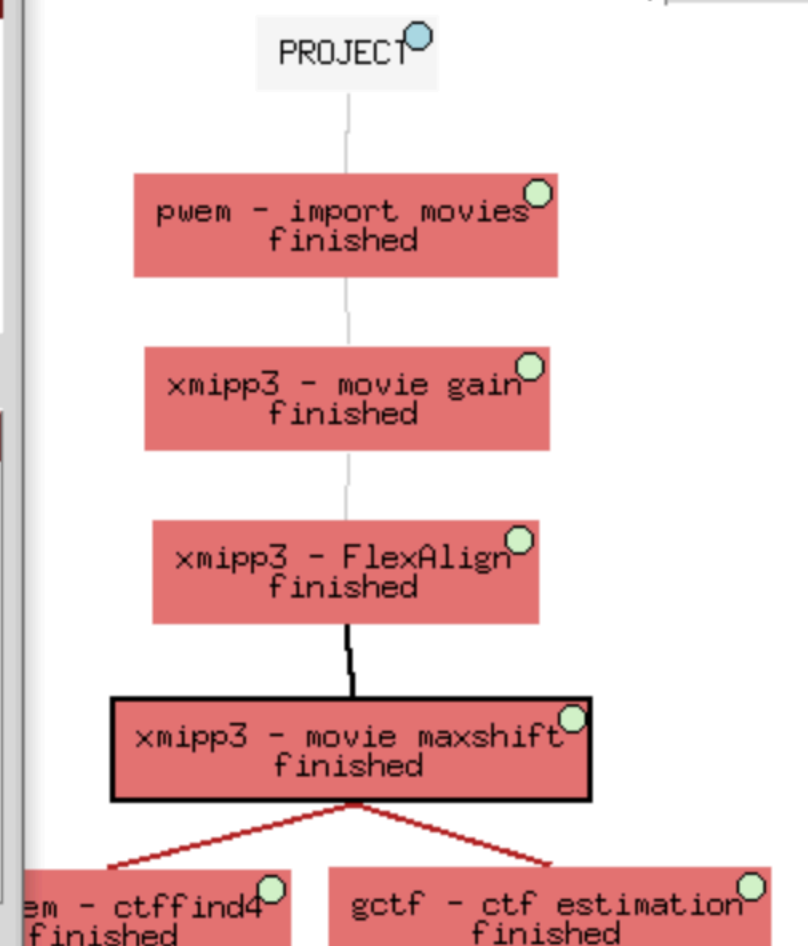 PROJECT
pwem - import movies
finished
xmipp3 - movie gain
finished
xmipp3 - FlexAlign
finished
xmipp3 - movie maxshift
finished
- ctffind4
finished
gctf - ctf estimation
finished